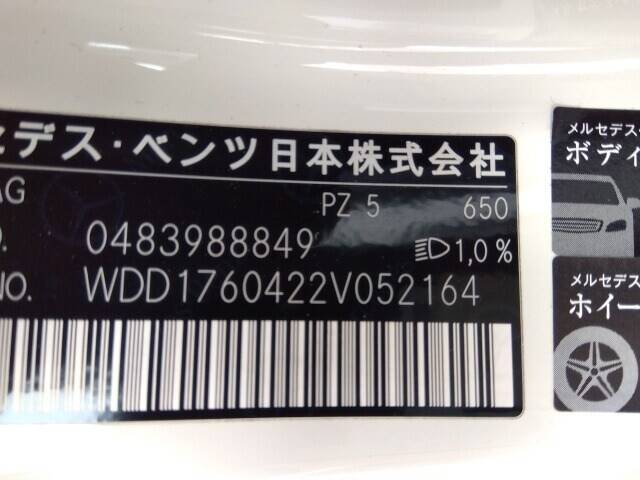 セデス・ベンツ日本株式会社
AG
PZ 5 650
O. 0483988849 1,0%
NO. WDD1760422V052164
メルセデス
ボディ
メルセデス
ホイー